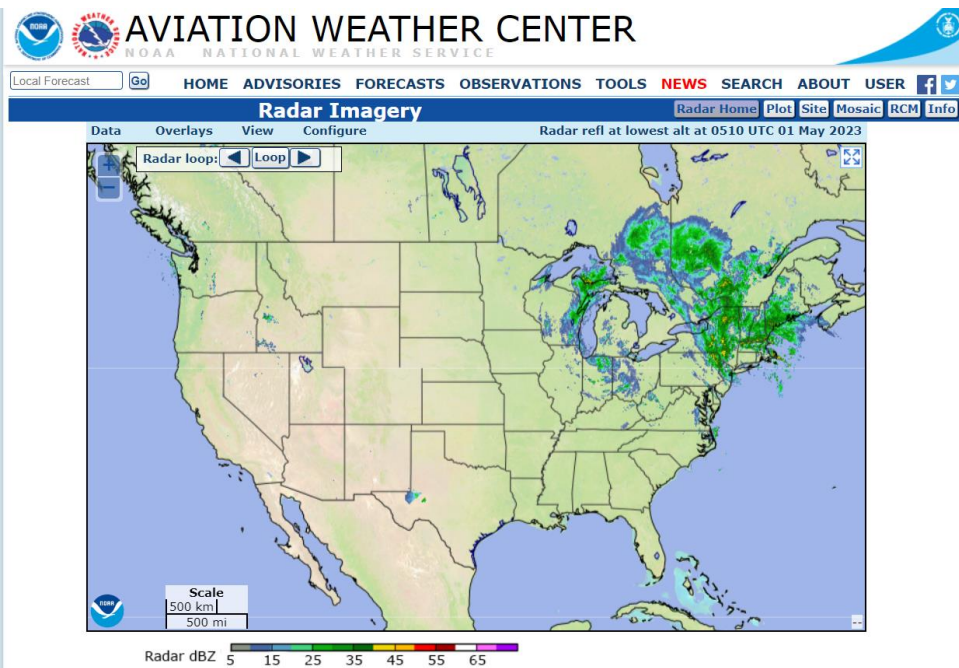 AVIATION WEATHER CENTER
NOAA NATIONAL WEATHER SERVICE
Local Forecast Go HOME ADVISORIES FORECASTS OBSERVATIONS TOOLS NEWS SEARCH ABOUT USER
Radar Imagery Radar Home Plot Site Mosaic RCM Info
Data Overlays View Configure Radar refl at lowest alt at 0510 UTC 01 May 2023
+ Radar loop: Loop
−
Scale
500 km
500 mi
NOAA
--
Radar dBZ 5 15 25 35 45 55 65